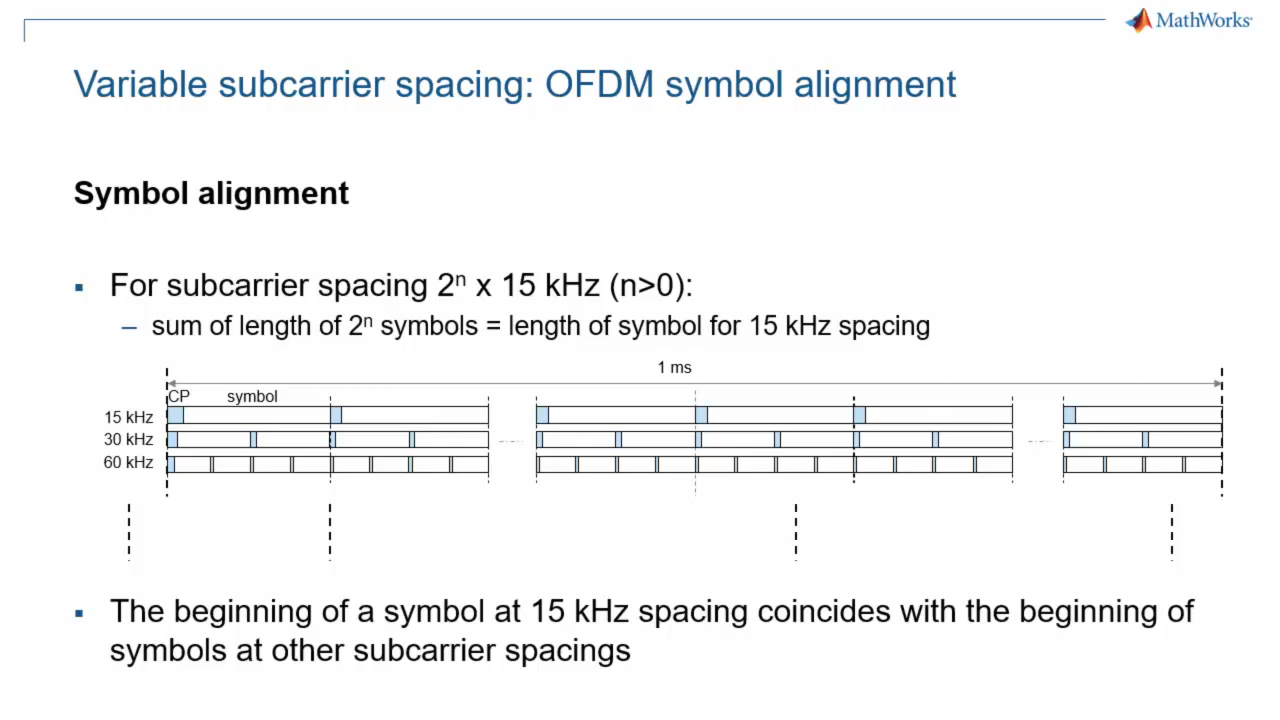 MathWorks
Variable subcarrier spacing: OFDM symbol alignment
Symbol alignment
▪ For subcarrier spacing 2ⁿ x 15 kHz (n>0):
– sum of length of 2ⁿ symbols = length of symbol for 15 kHz spacing
1 ms
CP symbol
15 kHz
30 kHz
60 kHz
▪ The beginning of a symbol at 15 kHz spacing coincides with the beginning of
symbols at other subcarrier spacings